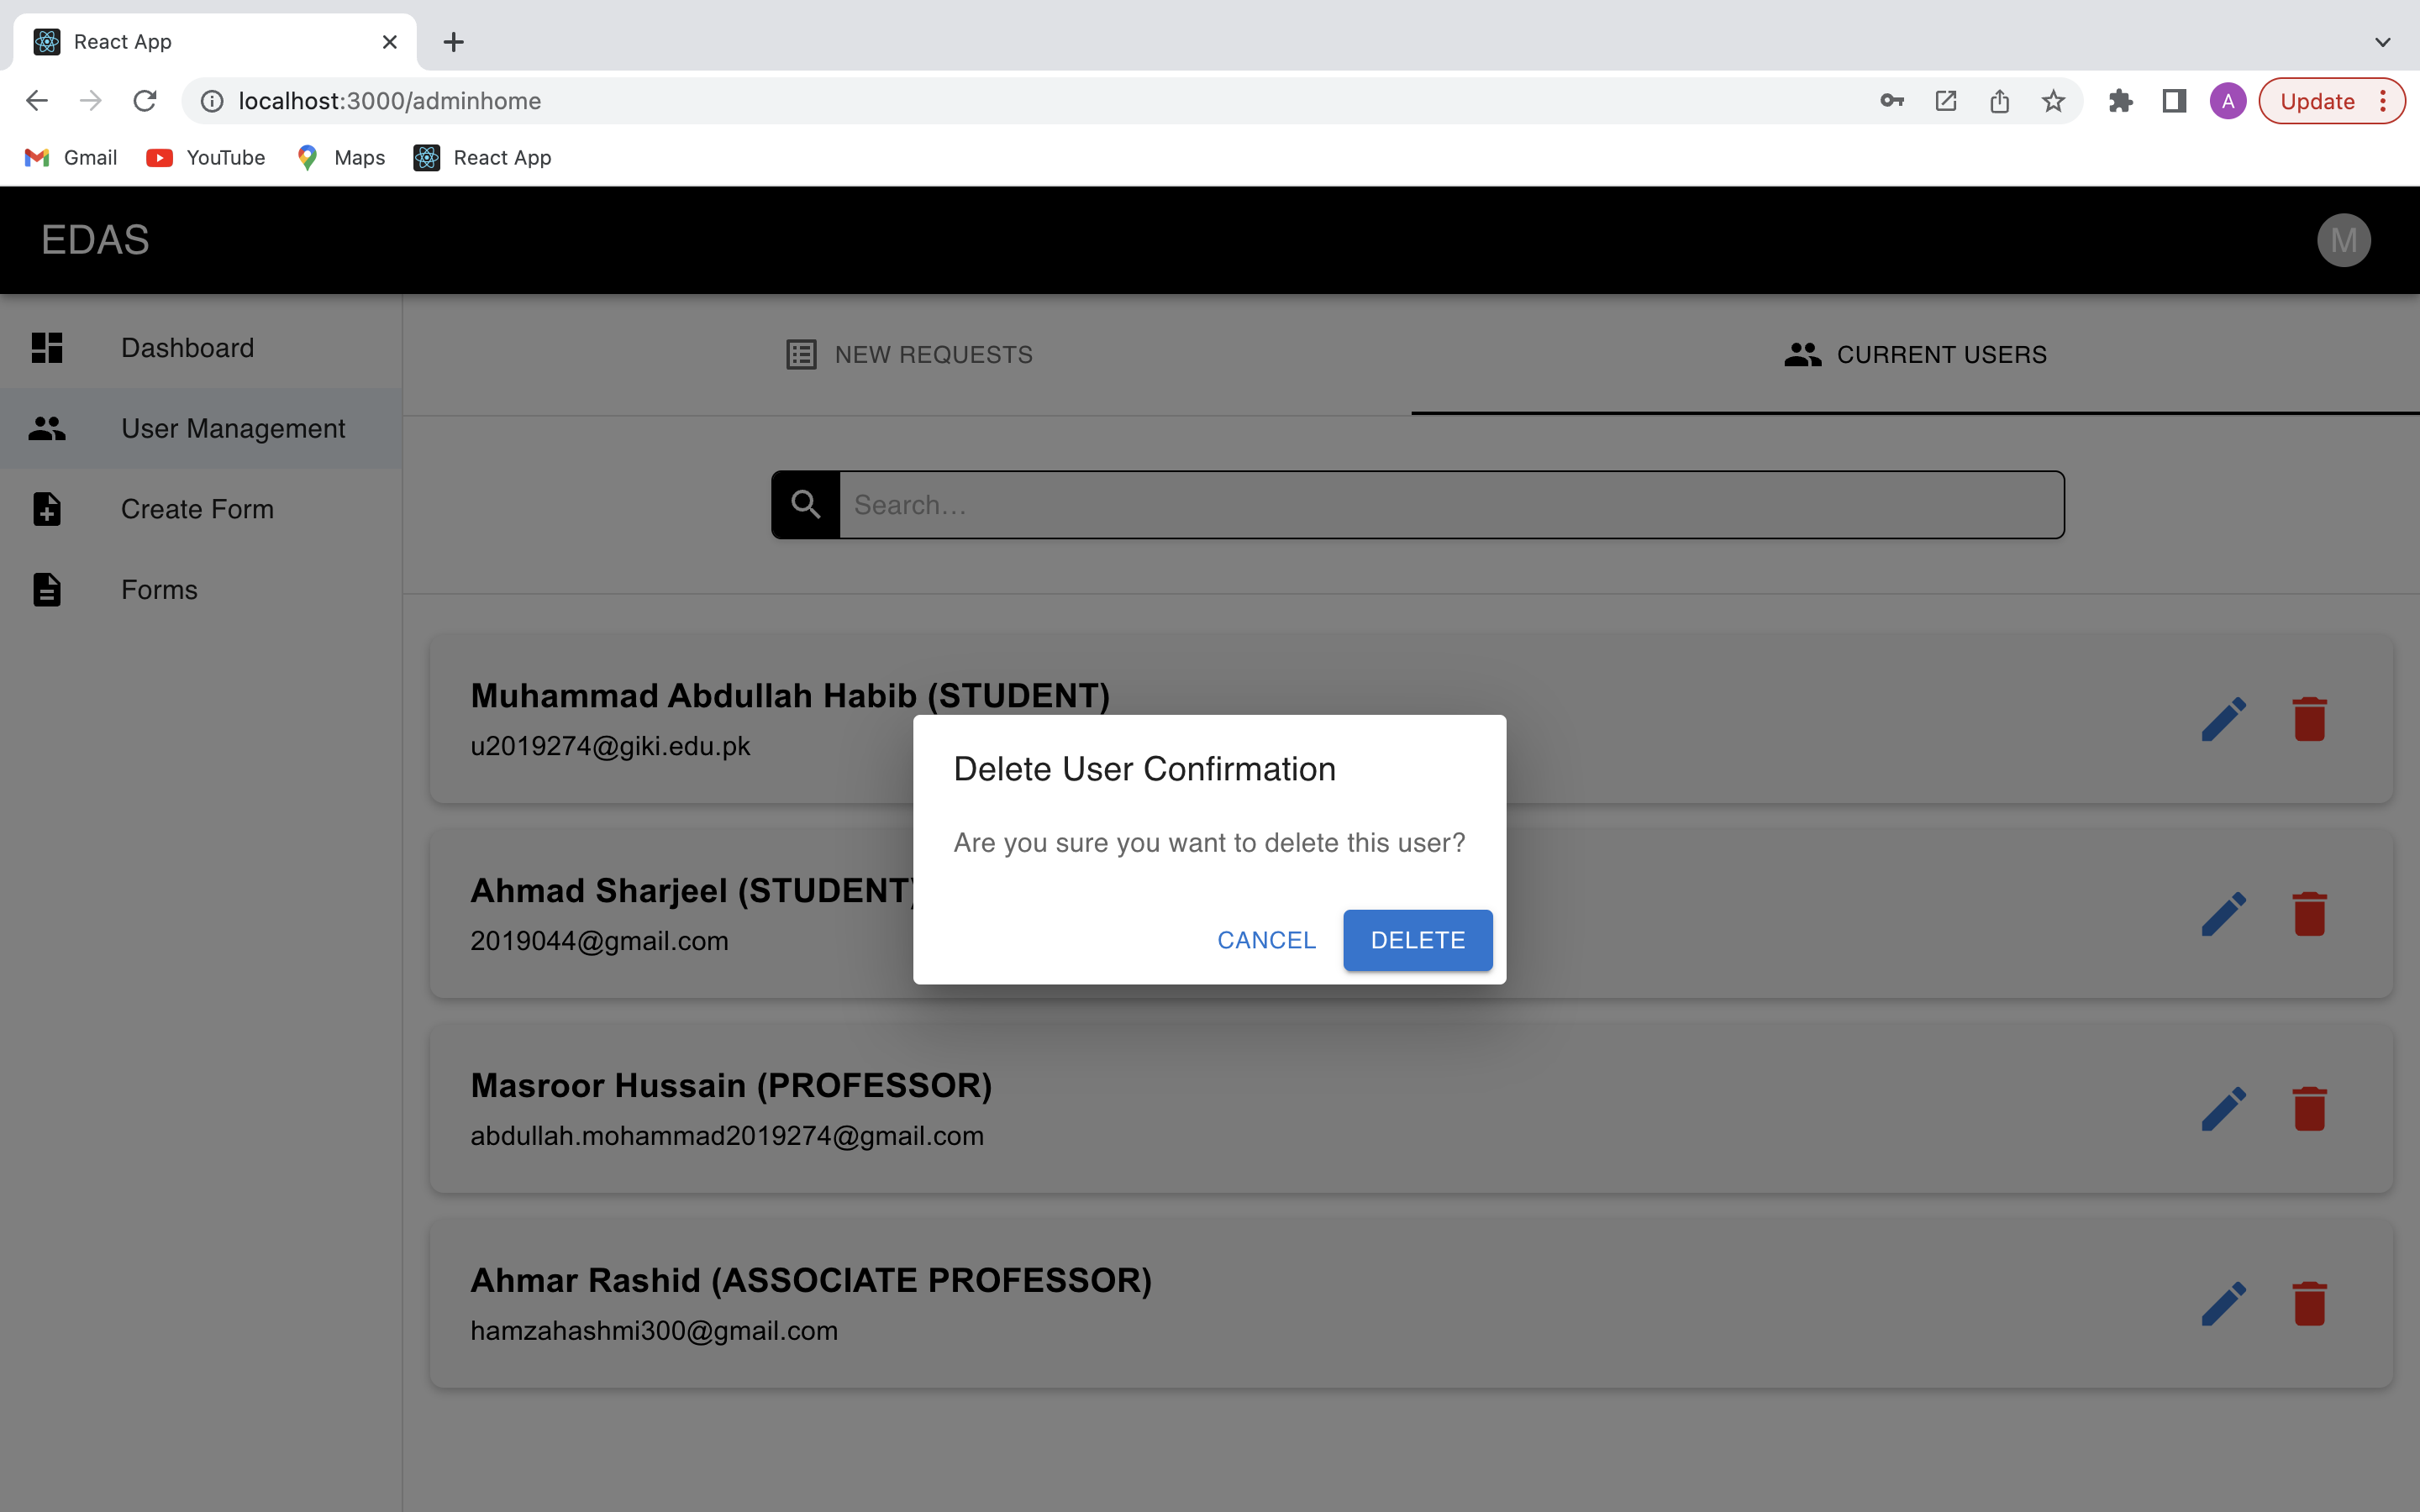 React App
localhost:3000/adminhome
A
Update
Gmail
YouTube
Maps
React App
EDAS
M
Dashboard
User Management
Create Form
Forms
NEW REQUESTS
CURRENT USERS
Search…
Muhammad Abdullah Habib (STUDENT)
u2019274@giki.edu.pk
Ahmad Sharjeel (STUDENT)
2019044@gmail.com
Masroor Hussain (PROFESSOR)
abdullah.mohammad2019274@gmail.com
Ahmar Rashid (ASSOCIATE PROFESSOR)
hamzahashmi300@gmail.com
Delete User Confirmation
Are you sure you want to delete this user?
CANCEL
DELETE